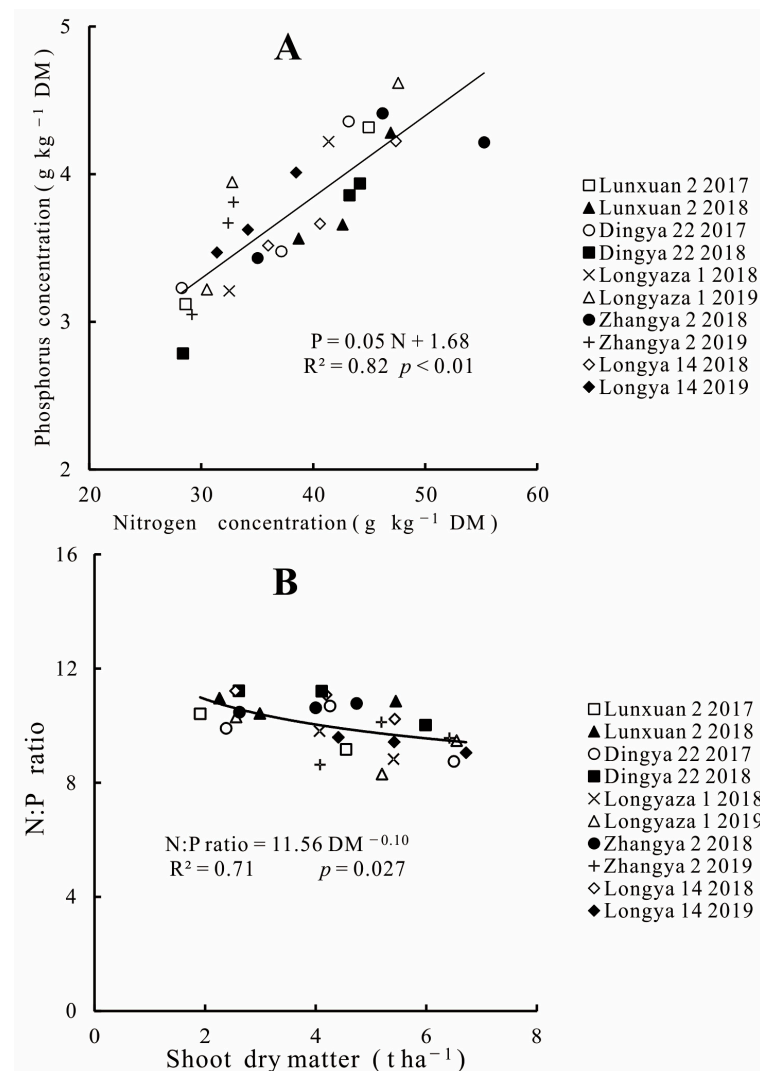 A
5
4
3
2
Phosphorus concentration (g kg⁻¹ DM)
P = 0.05 N + 1.68
R² = 0.82 p < 0.01
20 30 40 50 60
Nitrogen concentration (g kg⁻¹ DM)
Lunxuan 2 2017
Lunxuan 2 2018
Dingya 22 2017
Dingya 22 2018
Longyaza 1 2018
Longyaza 1 2019
Zhangya 2 2018
Zhangya 2 2019
Longya 14 2018
Longya 14 2019
B
16
12
8
4
0
N:P ratio
N:P ratio = 11.56 DM⁻⁰·¹⁰
R² = 0.71 p = 0.027
0 2 4 6 8
Shoot dry matter (t ha⁻¹)
Lunxuan 2 2017
Lunxuan 2 2018
Dingya 22 2017
Dingya 22 2018
Longyaza 1 2018
Longyaza 1 2019
Zhangya 2 2018
Zhangya 2 2019
Longya 14 2018
Longya 14 2019